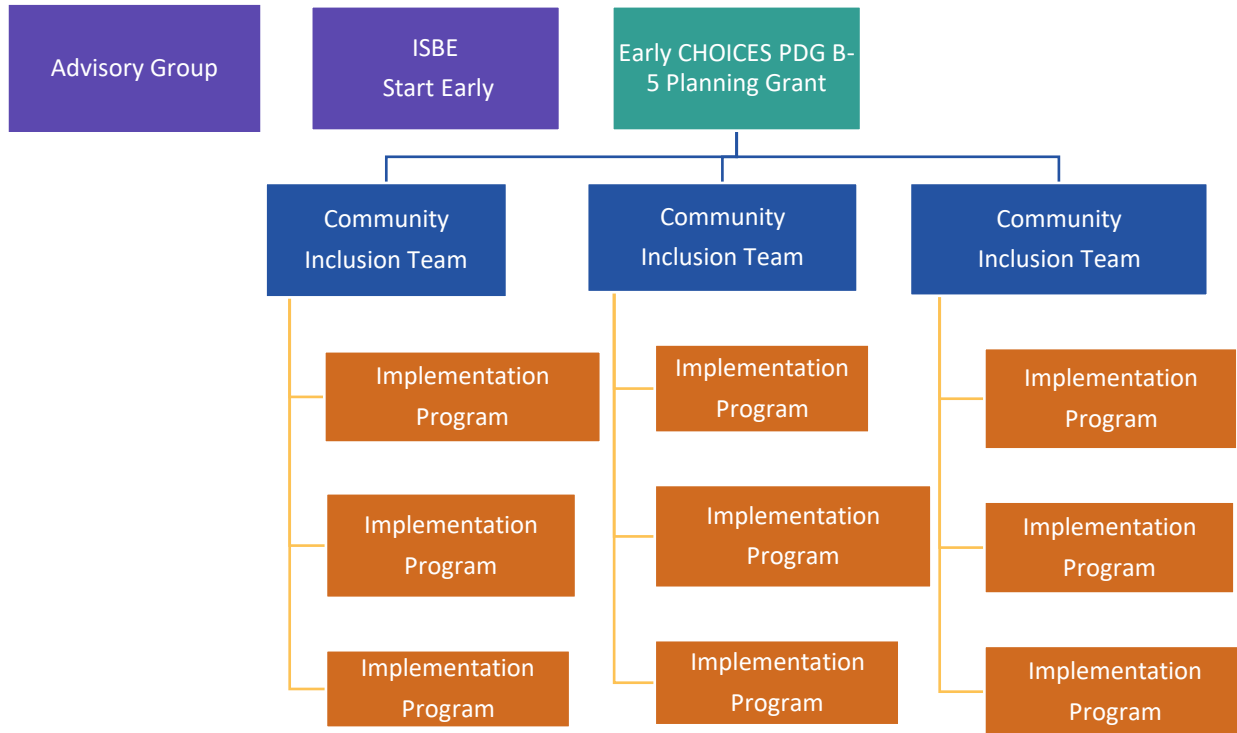 Advisory Group
ISBE
Start Early
Early CHOICES PDG B-
5 Planning Grant
Community
Inclusion Team
Community
Inclusion Team
Community
Inclusion Team
Implementation
Program
Implementation
Program
Implementation
Program
Implementation
Program
Implementation
Program
Implementation
Program
Implementation
Program
Implementation
Program
Implementation
Program